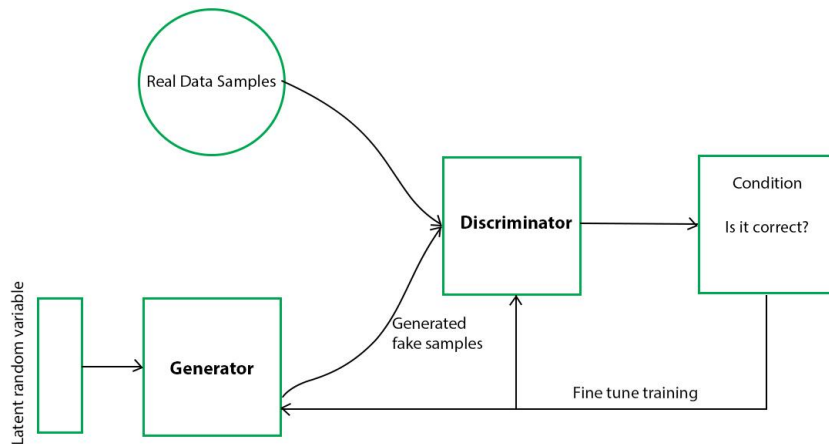 Real Data Samples
Condition
Is it correct?
Discriminator
Generated
fake samples
Latent random variable
Generator
Fine tune training